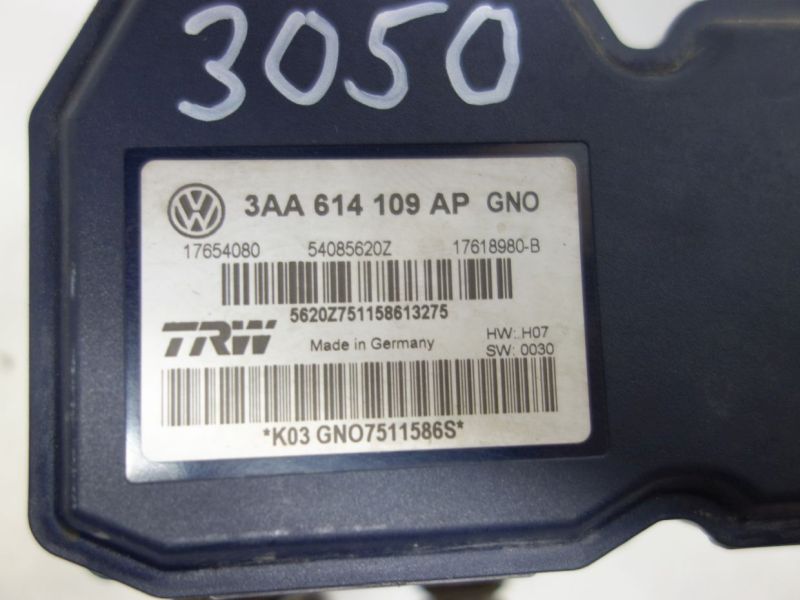 3050
3AA 614 109 AP GNO
17654080 54085620Z 17618980-B
5620Z751158613275
TRW Made in Germany HW: H07
SW: 0030
*K03 GNO7511586S*